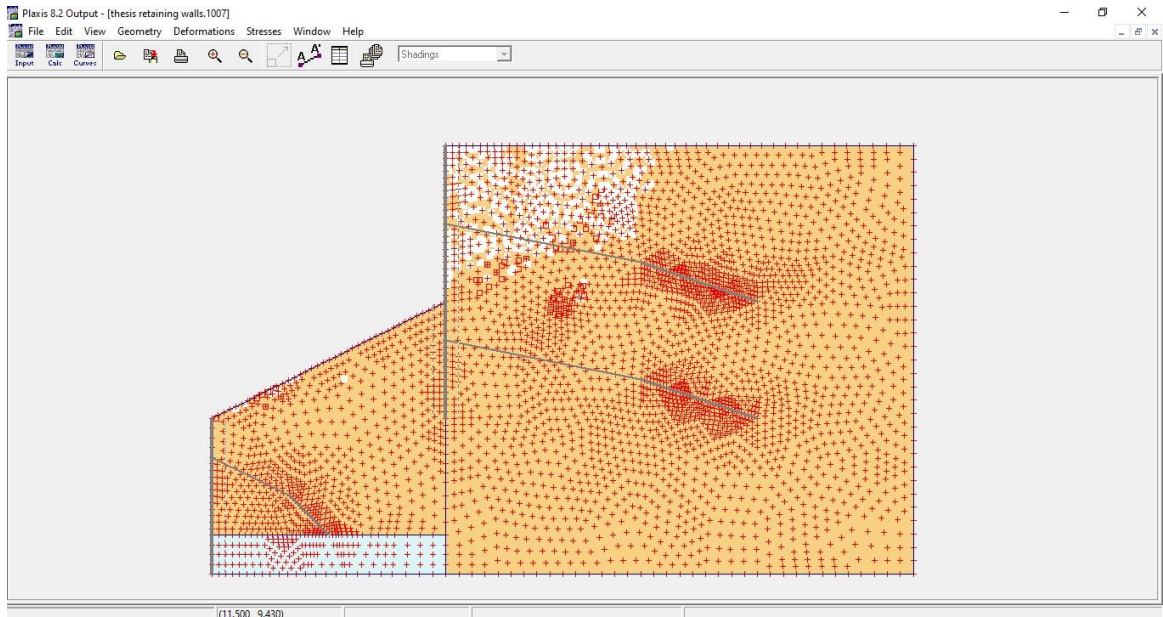 Plaxis 8.2 Output - [thesis retaining walls.1007]
File Edit View Geometry Deformations Stresses Window Help
Input Calc Curves A A' Shadings
(11.500 9.430)